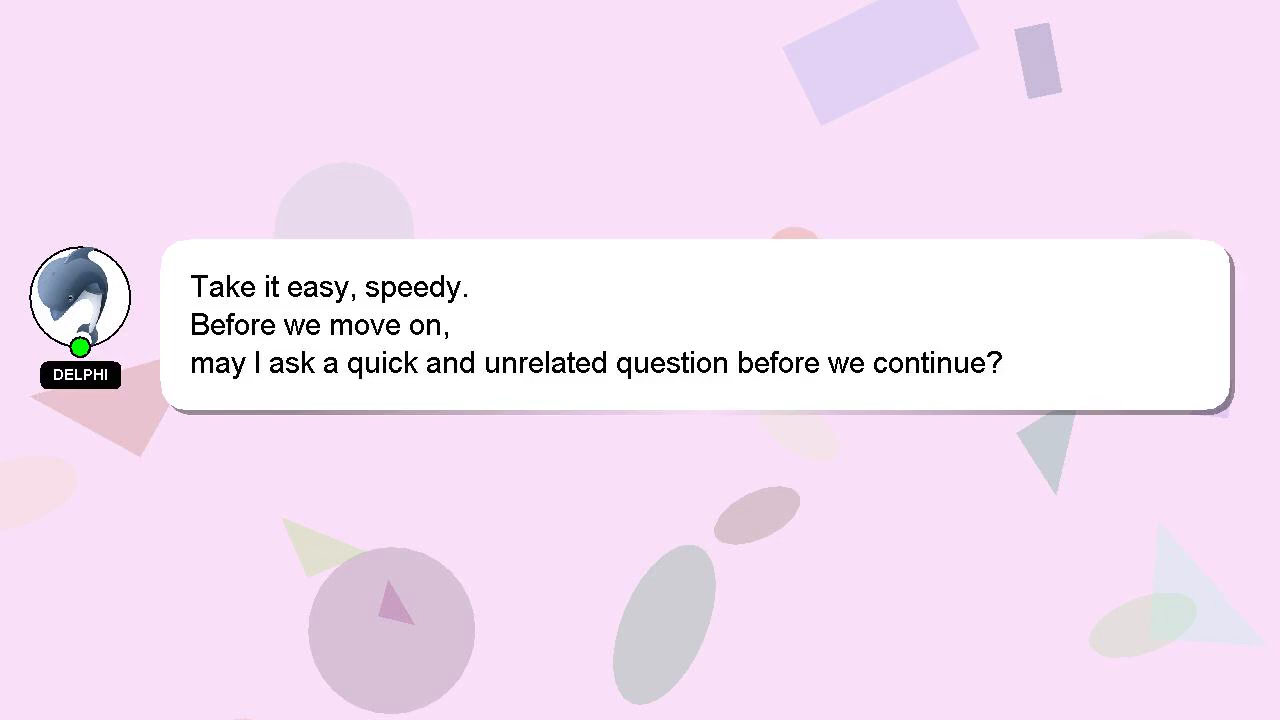 Take it easy, speedy.
Before we move on,
may I ask a quick and unrelated question before we continue?
DELPHI